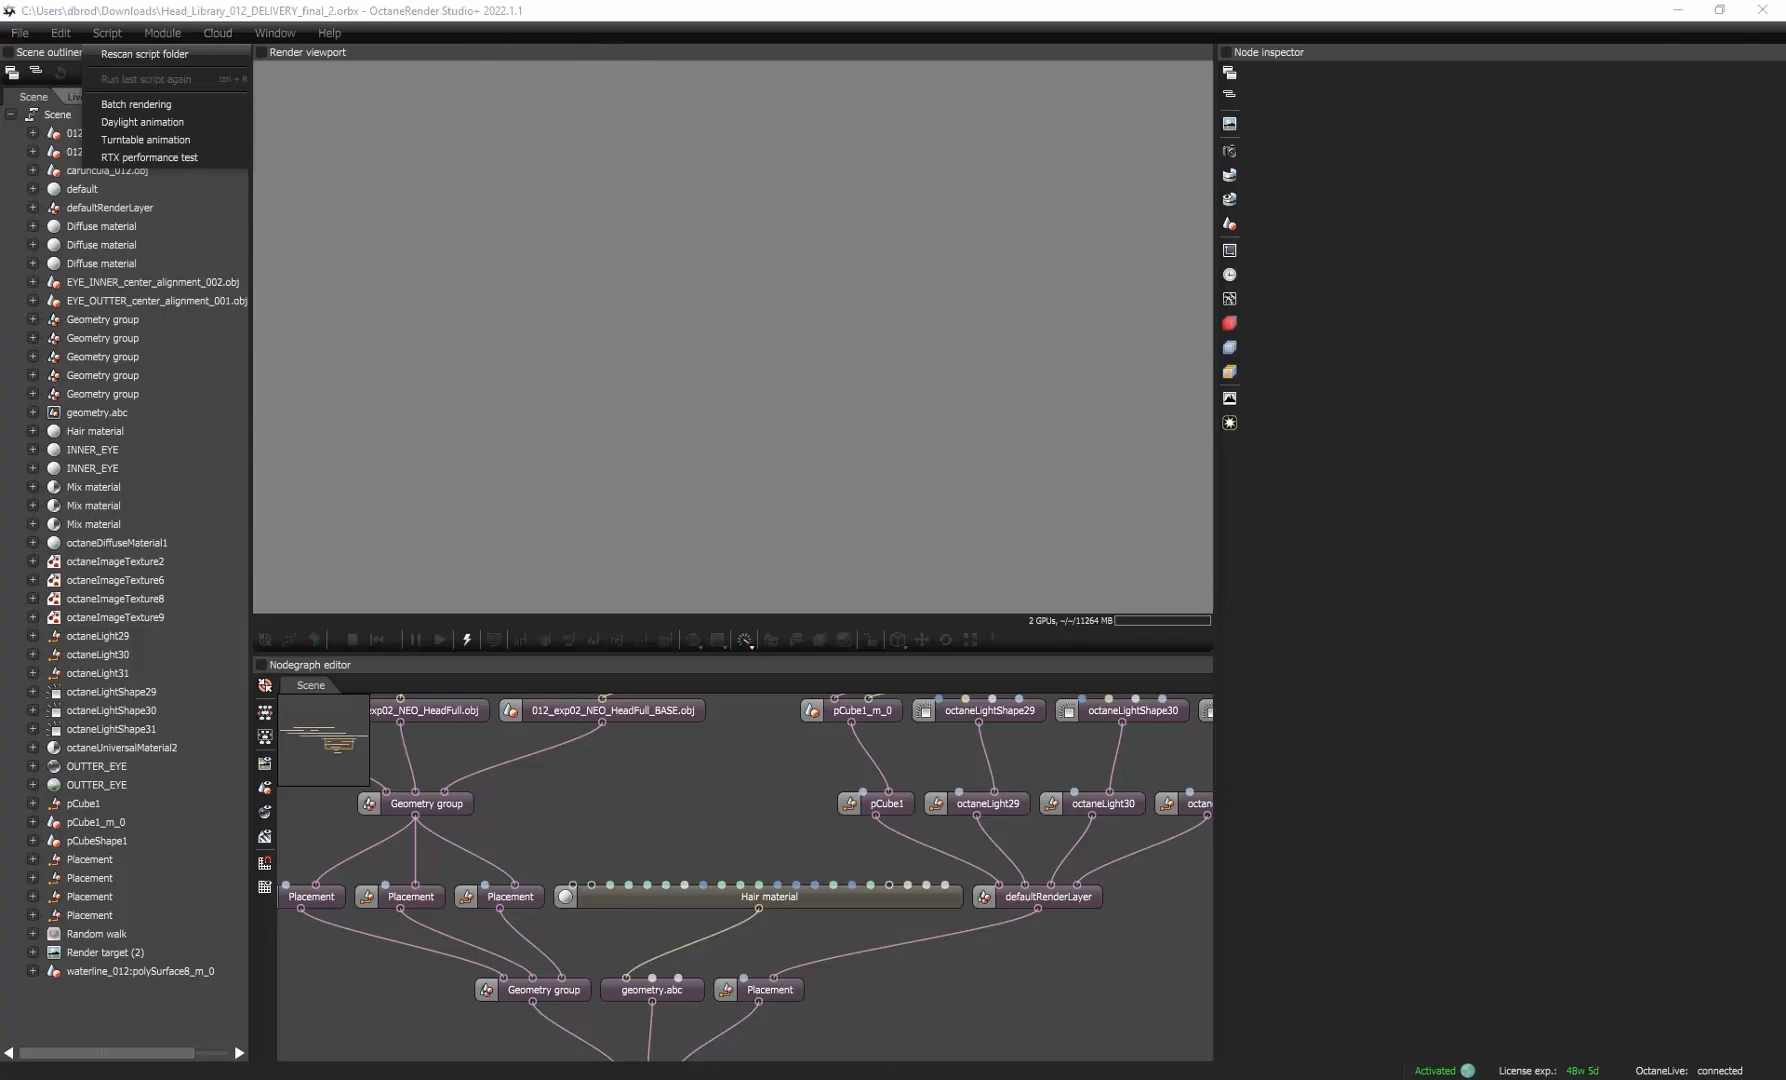 C:\Users\dbrod\Downloads\Head_Library_012_DELIVERY_final_2.orbx - OctaneRender Studio+ 2022.1.1
File Edit Script Module Cloud Window Help
Scene outliner
Render viewport
Node inspector
Rescan script folder
Run last script again ctrl + R
Batch rendering
Daylight animation
Turntable animation
RTX performance test
Scene Live
Scene
012
012
caruncula_012.obj
default
defaultRenderLayer
Diffuse material
Diffuse material
Diffuse material
EYE_INNER_center_alignment_002.obj
EYE_OUTTER_center_alignment_001.obj
Geometry group
Geometry group
Geometry group
Geometry group
Geometry group
geometry.abc
Hair material
INNER_EYE
INNER_EYE
Mix material
Mix material
Mix material
octaneDiffuseMaterial1
octaneImageTexture2
octaneImageTexture6
octaneImageTexture8
octaneImageTexture9
octaneLight29
octaneLight30
octaneLight31
octaneLightShape29
octaneLightShape30
octaneLightShape31
octaneUniversalMaterial2
OUTTER_EYE
OUTTER_EYE
pCube1
pCube1_m_0
pCubeShape1
Placement
Placement
Placement
Placement
Random walk
Render target (2)
waterline_012:polySurface8_m_0
2 GPUs, -/-/11264 MB
Nodegraph editor
Scene
exp02_NEO_HeadFull.obj
012_exp02_NEO_HeadFull_BASE.obj
pCube1_m_0
octaneLightShape29
octaneLightShape30
Geometry group
pCube1
octaneLight29
octaneLight30
octan
Placement
Placement
Placement
Hair material
defaultRenderLayer
Geometry group
geometry.abc
Placement
Activated License exp.: 48w 5d OctaneLive: connected